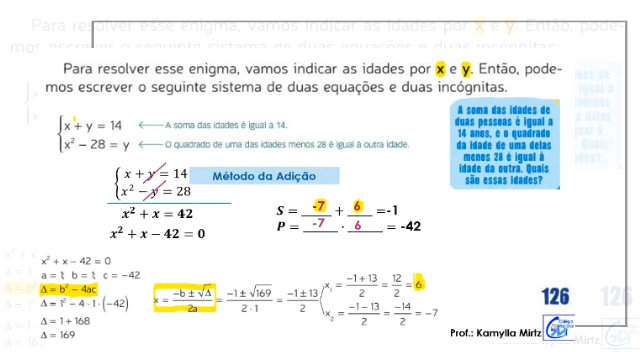 Para resolver esse enigma, vamos indicar as idades por x e y. Então, pode-
mos escrever o seguinte sistema de duas equações e duas incógnitas.
x + y = 14 ← A soma das idades é igual a 14.
x² − 28 = y ← O quadrado de uma das idades menos 28 é igual à outra idade.
A soma das idades de
duas pessoas é igual a
14 anos, e o quadrado
da idade de uma delas
menos 28 é igual à
idade da outra. Quais
são essas idades?
x + y = 14
x² − y = 28
Método da Adição
x² + x = 42
x² + x − 42 = 0
S = -7 + 6 = -1
P = -7 . 6 = -42
x² + x − 42 = 0
a = 1; b = 1; c = −42
Δ = b² − 4ac
Δ = 1² − 4 · 1 · (−42)
Δ = 1 + 168
Δ = 169
x = −b ± √Δ / 2a = −1 ± √169 / 2 · 1 = −1 ± 13 / 2
x₁ = −1 + 13 / 2 = 12 / 2 = 6
x₂ = −1 − 13 / 2 = −14 / 2 = −7
126
Prof.: Kamylla Mirtz